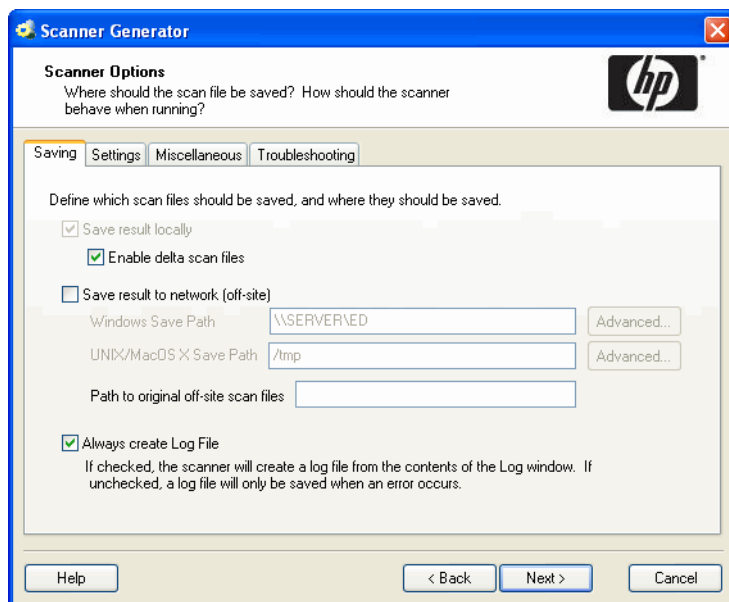 Scanner Generator
Scanner Options
Where should the scan file be saved? How should the scanner
behave when running?
hp
Saving Settings Miscellaneous Troubleshooting
Define which scan files should be saved, and where they should be saved.
Save result locally
Enable delta scan files
Save result to network (off-site)
Windows Save Path \\SERVER\ED Advanced...
UNIX/MacOS X Save Path /tmp Advanced...
Path to original off-site scan files
Always create Log File
If checked, the scanner will create a log file from the contents of the Log window. If
unchecked, a log file will only be saved when an error occurs.
Help < Back Next > Cancel